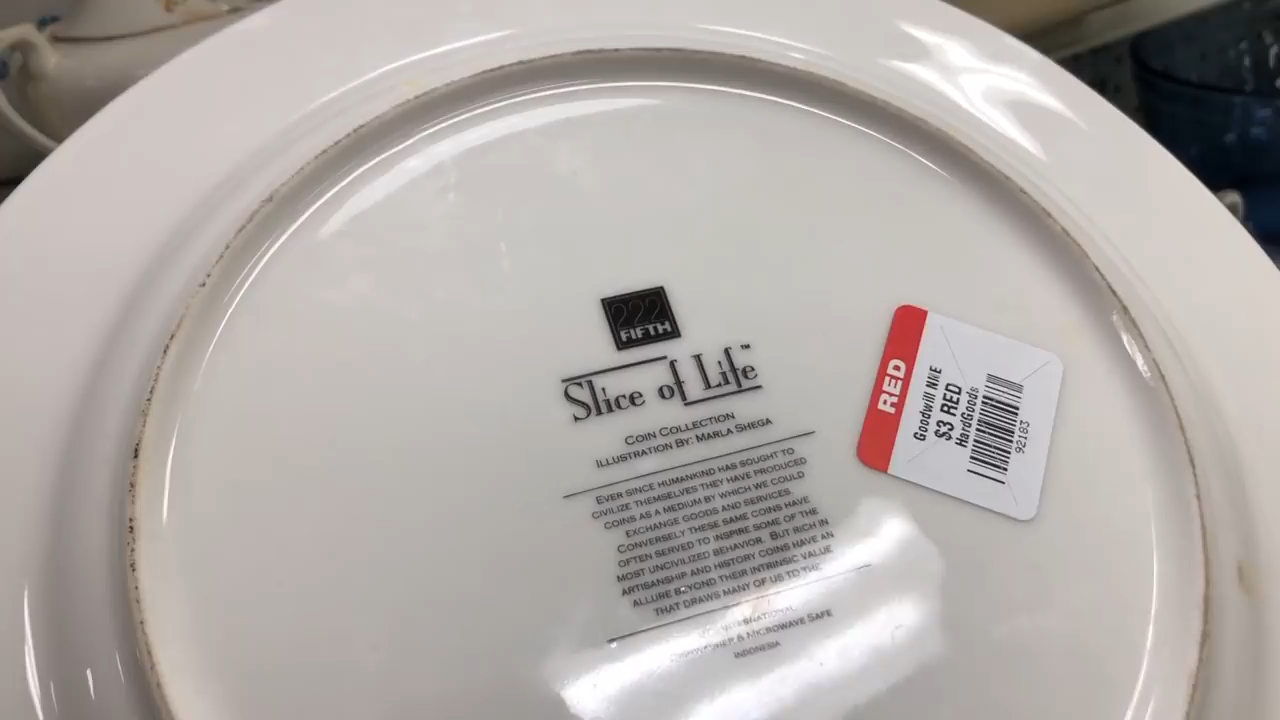 222
FIFTH
Slice of Life™
COIN COLLECTION
ILLUSTRATION BY: MARLA SHEGA
EVER SINCE HUMANKIND HAS SOUGHT TO
CIVILIZE THEMSELVES THEY HAVE PRODUCED
COINS AS A MEDIUM BY WHICH WE COULD
EXCHANGE GOODS AND SERVICES.
CONVERSELY THESE SAME COINS HAVE
OFTEN SERVED TO INSPIRE SOME OF THE
MOST UNCIVILIZED BEHAVIOR. BUT RICH IN
ARTISANSHIP AND HISTORY COINS HAVE AN
ALLURE BEYOND THEIR INTRINSIC VALUE
THAT DRAWS MANY OF US TO THE
INTERNATIONAL
& MICROWAVE SAFE
INDONESIA
RED
Goodwill NNE
$3 RED
HardGoods
92183